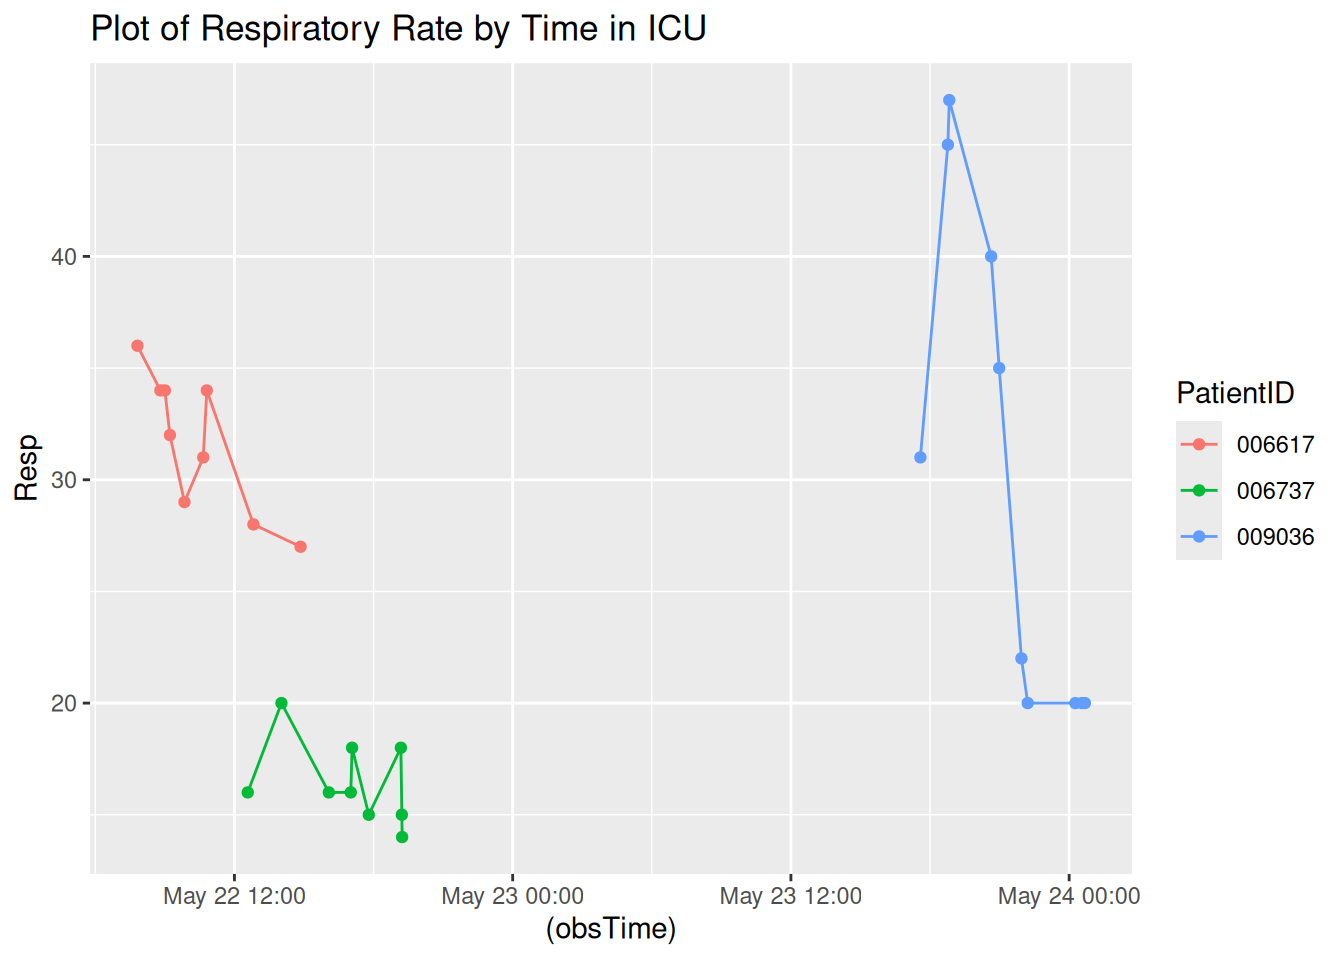 Plot of Respiratory Rate by Time in ICU
Resp
40
30
20
May 22 12:00
May 23 00:00
May 23 12:00
May 24 00:00
(obsTime)
PatientID
006617
006737
009036